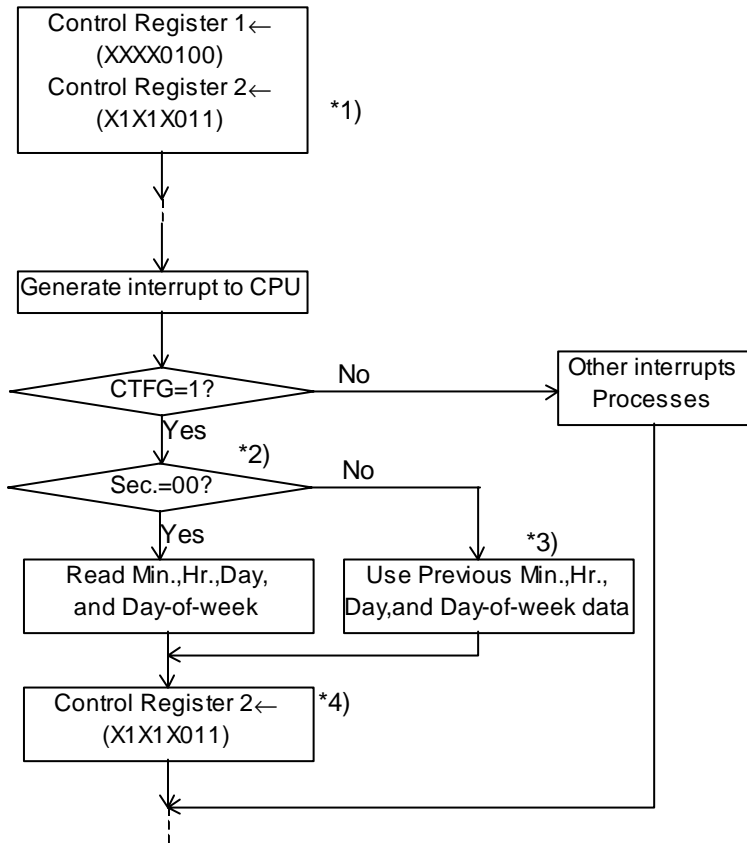 Control Register 1←
(XXXX0100)
Control Register 2←
(X1X1X011)
*1)
Generate interrupt to CPU
CTFG=1?
No
Other interrupts
Processes
Yes
*2)
Sec.=00?
No
Yes
*3)
Read Min.,Hr.,Day,
and Day-of-week
Use Previous Min.,Hr.,
Day,and Day-of-week data
Control Register 2←
(X1X1X011)
*4)